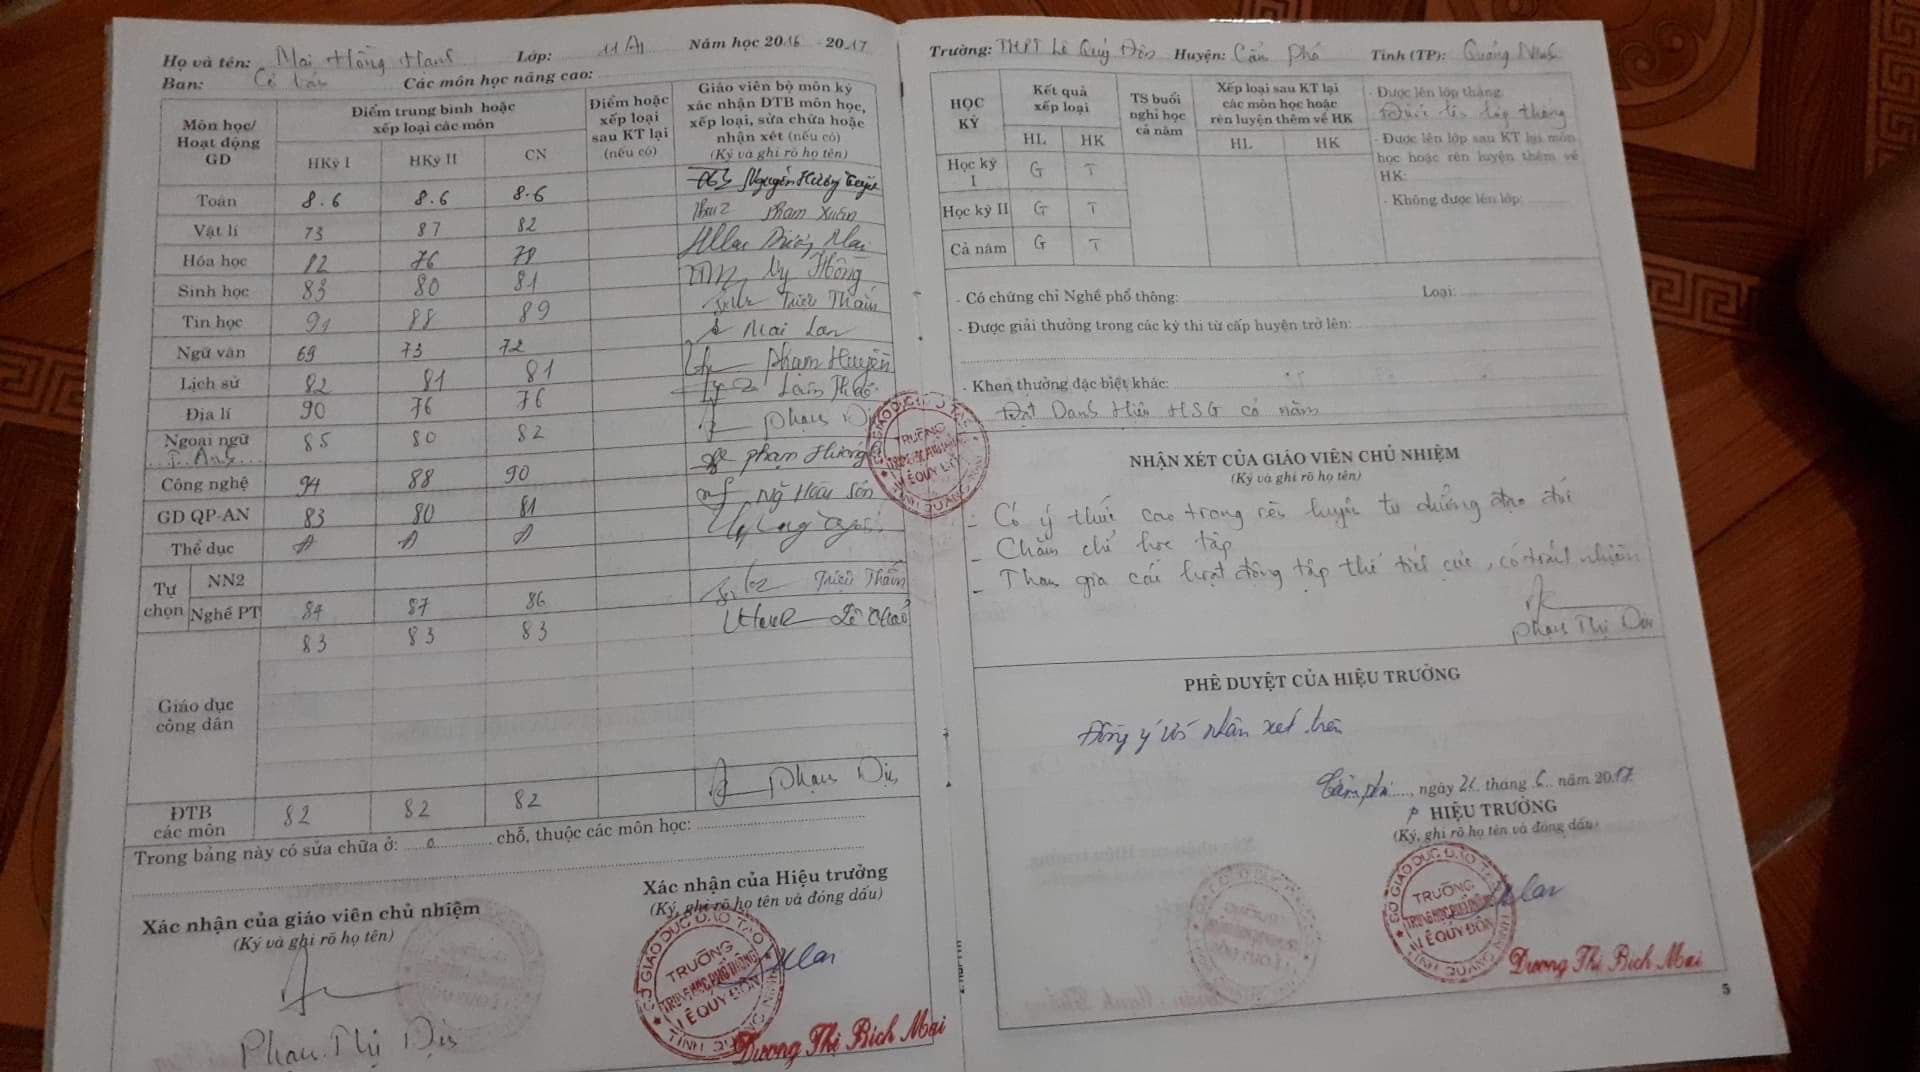 Họ và tên: Mai Hồng Hanh Lớp: 11A1 Năm học 2016 - 2017
Ban: Cơ bản Các môn học nâng cao:
Môn học/ Hoạt động GD
Điểm trung bình hoặc xếp loại các môn
Điểm hoặc xếp loại sau KT lại (nếu có)
Giáo viên bộ môn ký xác nhận ĐTB môn học, xếp loại, sửa chữa hoặc nhận xét (nếu có) (Ký và ghi rõ họ tên)
HKỳ I HKỳ II CN
Toán 8.6 8.6 8.6 Nguyễn Hương
Vật lí 73 87 82 Phạm Xuân
Hóa học 82 76 78 Dương Mai
Sinh học 83 80 81 Vy Hồng
Tin học 91 88 89 Triệu Thắm
Ngữ văn 69 73 72 Mai Lan
Lịch sử 82 81 81 Phạm Huyền
Địa lí 90 76 76
Ngoại ngữ 85 80 82 Phan Dịu
T. Anh
Công nghệ 94 88 90 Phạm Hương
GD QP-AN 83 80 81 Ng Hoài Sơn
Thể dục Đ Đ Đ
Tự chọn
NN2 Triệu Thắm
Nghề PT 84 87 86 Lê Thảo
Giáo dục công dân 83 83 83 Phan Dịu
ĐTB các môn 82 82 82
Trong bảng này có sửa chữa ở: 0 chỗ, thuộc các môn học:
Xác nhận của giáo viên chủ nhiệm
(Ký và ghi rõ họ tên)
Phan Thị Dịu
Xác nhận của Hiệu trưởng
(Ký, ghi rõ họ tên và đóng dấu)
SỞ GIÁO DỤC ĐÀO TẠO
TRƯỜNG
TRUNG HỌC PHỔ THÔNG
LÊ QUÝ ĐÔN
Dương Thị Bích Mai
Trường: THPT Lê Quý Đôn Huyện: Cẩm Phả Tỉnh (TP): Quảng Ninh
HỌC KỲ
Kết quả xếp loại
TS buổi nghỉ học cả năm
Xếp loại sau KT lại các môn học hoặc rèn luyện thêm về HK
HL HK HL HK
Học kỳ I G T
Học kỳ II G T
Cả năm G T
- Được lên lớp thẳng:
Được lên lớp thẳng
- Được lên lớp sau KT lại môn học hoặc rèn luyện thêm về HK:
- Không được lên lớp:
- Có chứng chỉ Nghề phổ thông: Loại:
- Được giải thưởng trong các kỳ thi từ cấp huyện trở lên:
- Khen thưởng đặc biệt khác:
Đạt Danh Hiệu HSG cả năm
NHẬN XÉT CỦA GIÁO VIÊN CHỦ NHIỆM
(Ký và ghi rõ họ tên)
- Có ý thức cao trong rèn luyện tu dưỡng đạo đức
- Chăm chỉ học tập
- Tham gia các hoạt động tập thể tích cực, có trách nhiệm
Phan Thị Dịu
PHÊ DUYỆT CỦA HIỆU TRƯỞNG
Đồng ý với nhận xét trên
Cẩm phả, ngày 26 tháng 6 năm 2017
P HIỆU TRƯỞNG
(Ký, ghi rõ họ tên và đóng dấu)
SỞ GIÁO DỤC ĐÀO TẠO
TRƯỜNG
TRUNG HỌC PHỔ THÔNG
LÊ QUÝ ĐÔN
Dương Thị Bích Mai
5